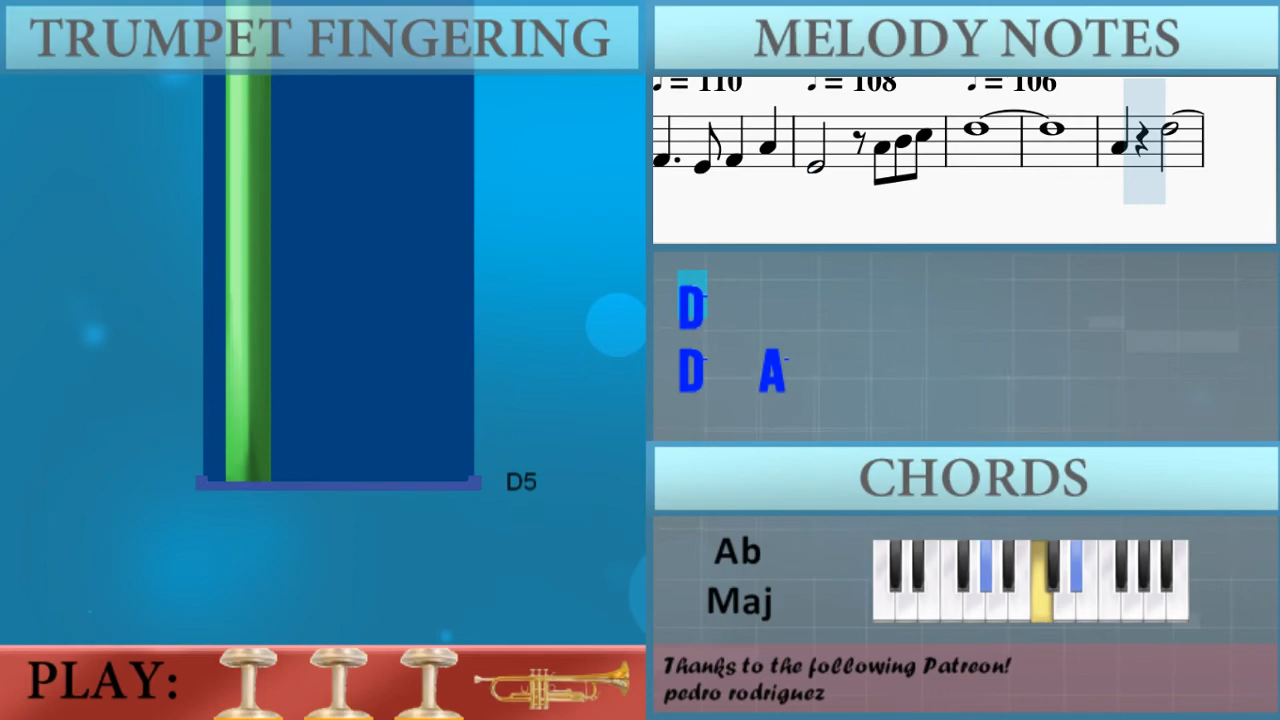 TRUMPET FINGERING
MELODY NOTES
♩ = 110 ♩ = 108 ♩ = 106
D
D A
D5
CHORDS
Ab
Maj
PLAY:
Thanks to the following Patreon!
pedro rodriguez